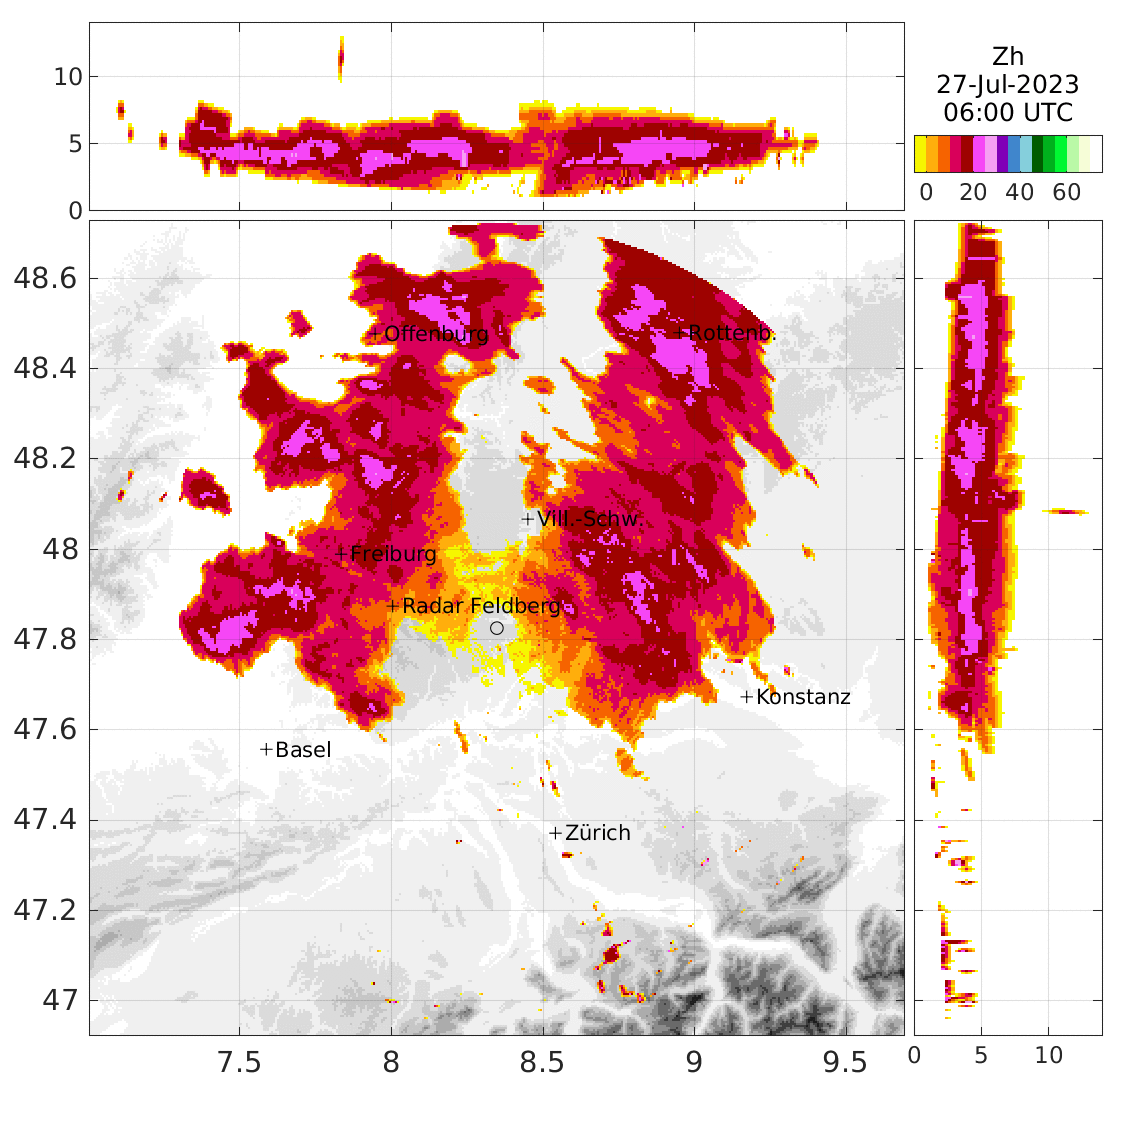 Zh
27-Jul-2023
06:00 UTC
0 20 40 60
10
5
0
48.6
48.4
48.2
48
47.8
47.6
47.4
47.2
47
+Offenburg
+Rottenb.
+Vill.-Schw.
+Freiburg
+Radar Feldberg
+Konstanz
+Basel
+Zürich
7.5 8 8.5 9 9.5
0 5 10